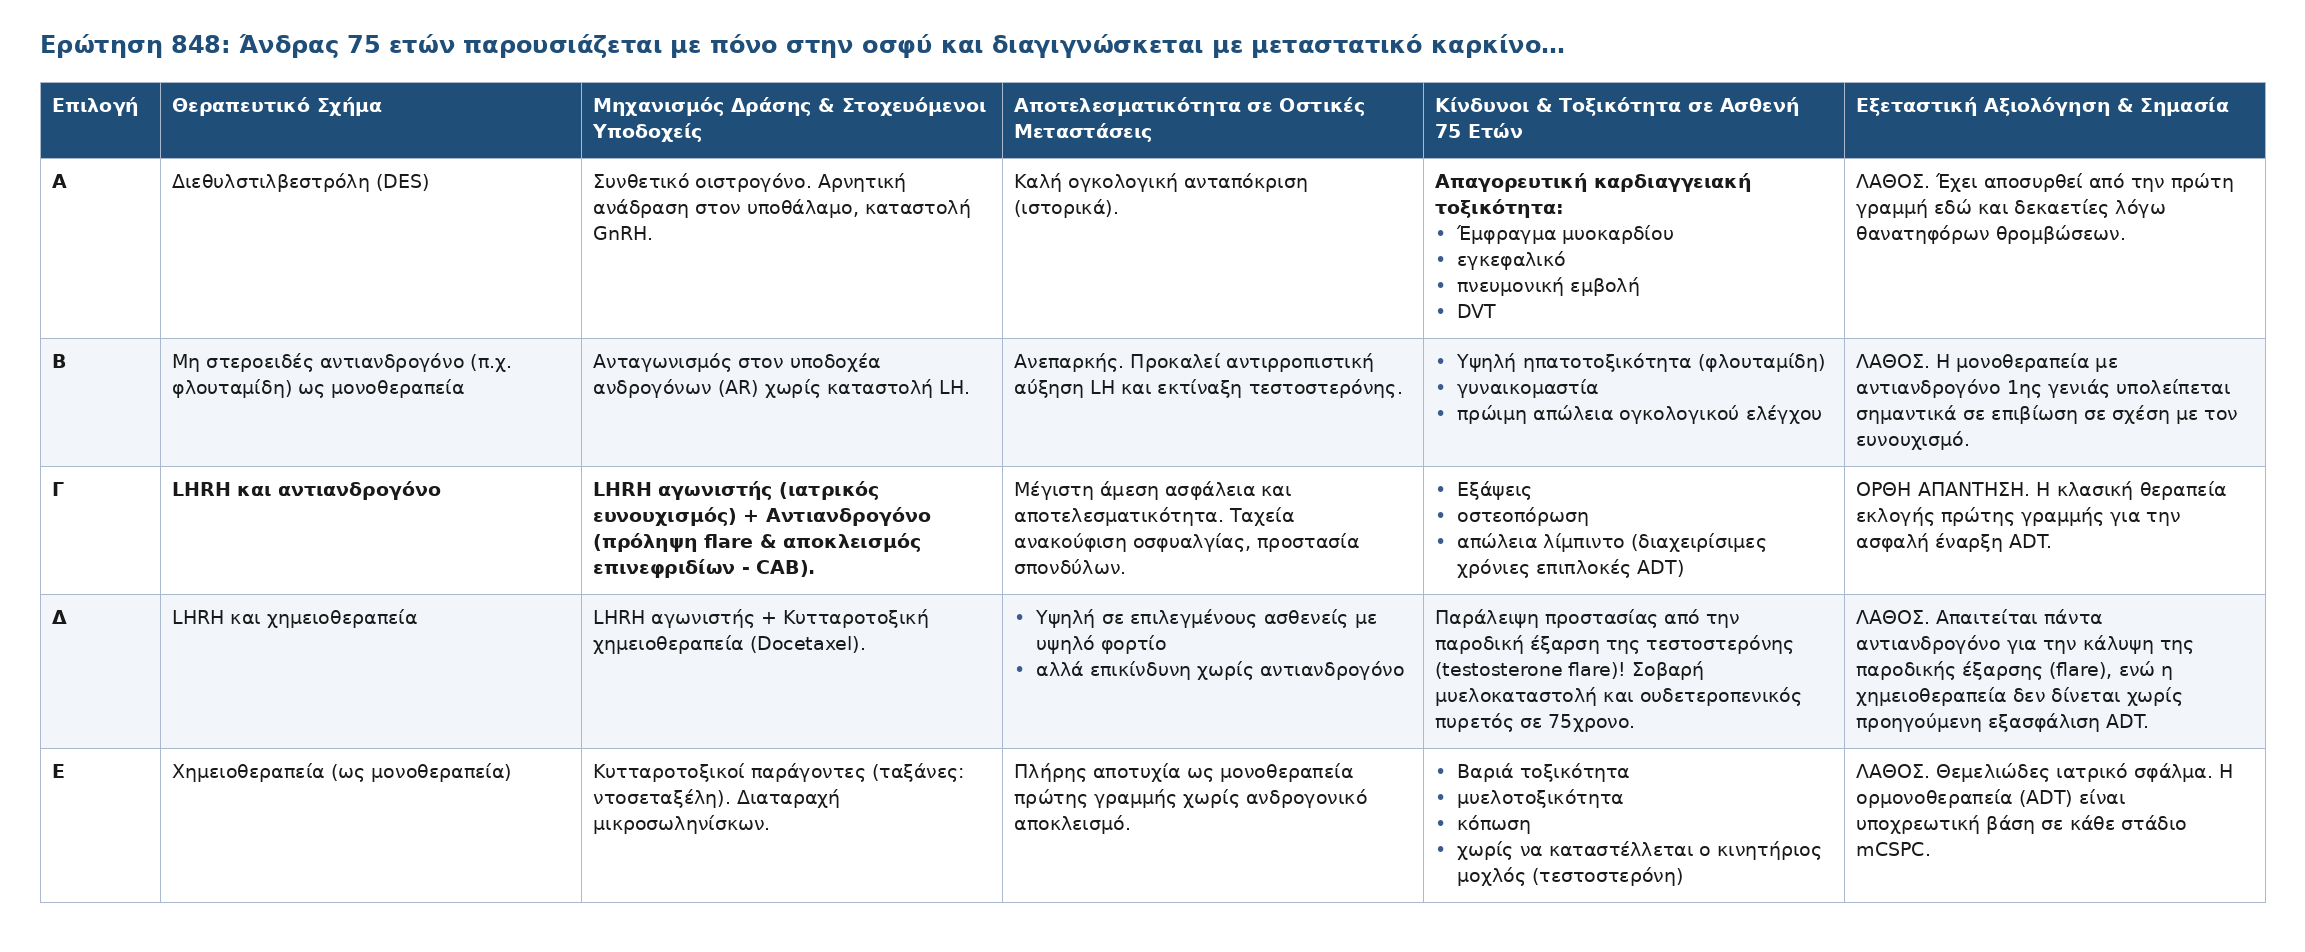 Ερώτηση 848: Άνδρας 75 ετών παρουσιάζεται με πόνο στην οσφύ και διαγιγνώσκεται με μεταστατικό καρκίνο...
Επιλογή
Θεραπευτικό Σχήμα
Μηχανισμός Δράσης & Στοχευόμενοι
Υποδοχείς
Αποτελεσματικότητα σε Οστικές
Μεταστάσεις
Κίνδυνοι & Τοξικότητα σε Ασθενή
75 Ετών
Εξεταστική Αξιολόγηση & Σημασία
Α
Διεθυλστιλβεστρόλη (DES)
Συνθετικό οιστρογόνο. Αρνητική
ανάδραση στον υποθάλαμο, καταστολή
GnRH.
Καλή ογκολογική ανταπόκριση
(ιστορικά).
Απαγορευτική καρδιαγγειακή
τοξικότητα:
• Έμφραγμα μυοκαρδίου
• εγκεφαλικό
• πνευμονική εμβολή
• DVT
ΛΑΘΟΣ. Έχει αποσυρθεί από την πρώτη
γραμμή εδώ και δεκαετίες λόγω
θανατηφόρων θρομβώσεων.
Β
Μη στεροειδές αντιανδρογόνο (π.χ.
φλουταμίδη) ως μονοθεραπεία
Ανταγωνισμός στον υποδοχέα
ανδρογόνων (AR) χωρίς καταστολή LH.
Ανεπαρκής. Προκαλεί αντιρροπιστική
αύξηση LH και εκτίναξη τεστοστερόνης.
• Υψηλή ηπατοτοξικότητα (φλουταμίδη)
• γυναικομαστία
• πρώιμη απώλεια ογκολογικού ελέγχου
ΛΑΘΟΣ. Η μονοθεραπεία με
αντιανδρογόνο 1ης γενιάς υπολείπεται
σημαντικά σε επιβίωση σε σχέση με τον
ευνουχισμό.
Γ
LHRH και αντιανδρογόνο
LHRH αγωνιστής (ιατρικός
ευνουχισμός) + Αντιανδρογόνο
(πρόληψη flare & αποκλεισμός
επινεφριδίων - CAB).
Μέγιστη άμεση ασφάλεια και
αποτελεσματικότητα. Ταχεία
ανακούφιση οσφυαλγίας, προστασία
σπονδύλων.
• Εξάψεις
• οστεοπόρωση
• απώλεια λίμπιντο (διαχειρίσιμες
χρόνιες επιπλοκές ADT)
ΟΡΘΗ ΑΠΑΝΤΗΣΗ. Η κλασική θεραπεία
εκλογής πρώτης γραμμής για την
ασφαλή έναρξη ADT.
Δ
LHRH και χημειοθεραπεία
LHRH αγωνιστής + Κυτταροτοξική
χημειοθεραπεία (Docetaxel).
• Υψηλή σε επιλεγμένους ασθενείς με
υψηλό φορτίο
• αλλά επικίνδυνη χωρίς αντιανδρογόνο
Παράλειψη προστασίας από την
παροδική έξαρση της τεστοστερόνης
(testosterone flare)! Σοβαρή
μυελοκαταστολή και ουδετεροπενικός
πυρετός σε 75χρονο.
ΛΑΘΟΣ. Απαιτείται πάντα
αντιανδρογόνο για την κάλυψη της
παροδικής έξαρσης (flare), ενώ η
χημειοθεραπεία δεν δίνεται χωρίς
προηγούμενη εξασφάλιση ADT.
Ε
Χημειοθεραπεία (ως μονοθεραπεία)
Κυτταροτοξικοί παράγοντες (ταξάνες:
ντοσεταξέλη). Διαταραχή
μικροσωληνίσκων.
Πλήρης αποτυχία ως μονοθεραπεία
πρώτης γραμμής χωρίς ανδρογονικό
αποκλεισμό.
• Βαριά τοξικότητα
• μυελοτοξικότητα
• κόπωση
• χωρίς να καταστέλλεται ο κινητήριος
μοχλός (τεστοστερόνη)
ΛΑΘΟΣ. Θεμελιώδες ιατρικό σφάλμα. Η
ορμονοθεραπεία (ADT) είναι
υποχρεωτική βάση σε κάθε στάδιο
mCSPC.